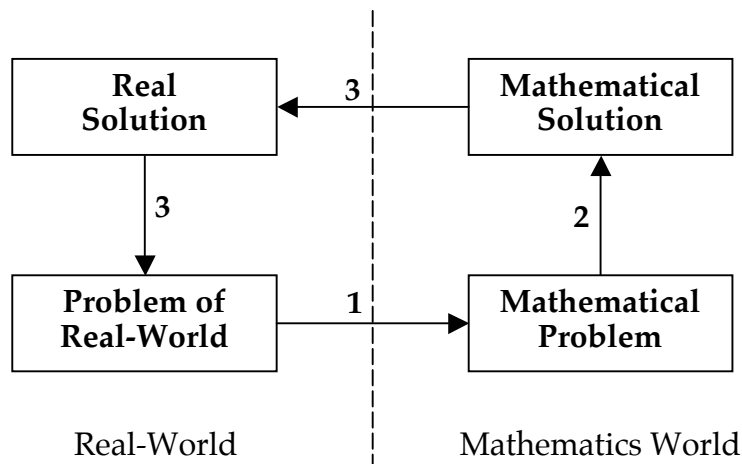 Real
Solution
3
Mathematical
Solution
3
2
Problem of
Real-World
1
Mathematical
Problem
Real-World
Mathematics World